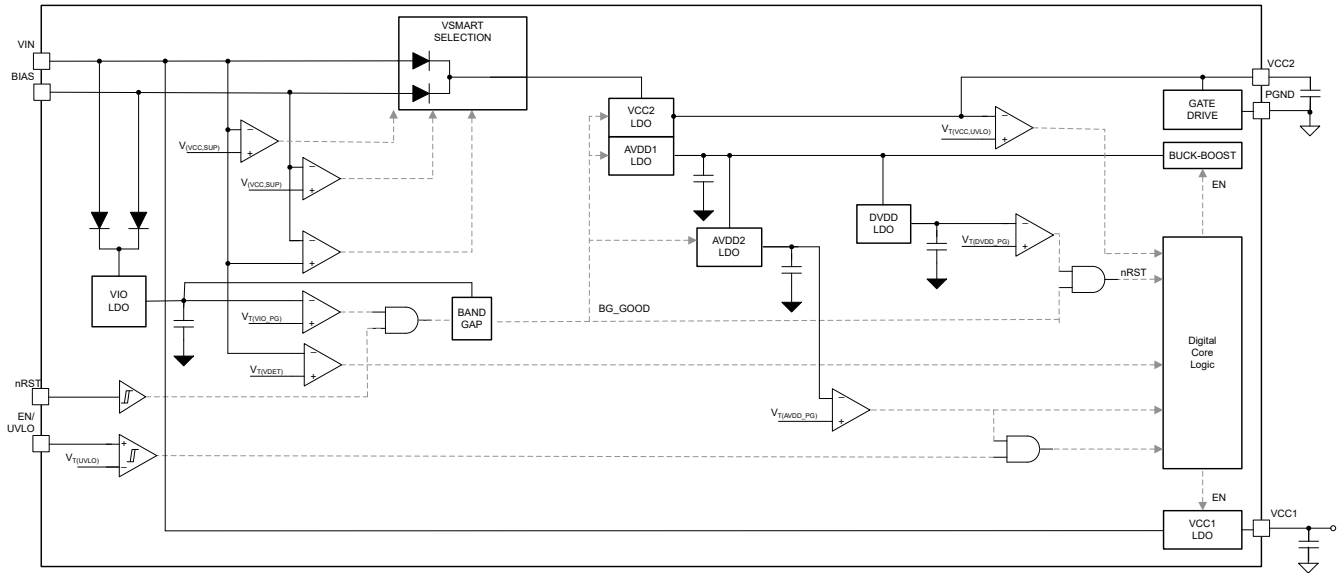 VSMART
SELECTION
VIN
BIAS
VCC2
PGND
GATE
DRIVE
VCC2
LDO
V(VCC,SUP)
V(VCC,SUP)
VT(VCC,UVLO)
AVDD1
LDO
BUCK-BOOST
EN
DVDD
LDO
AVDD2
LDO
VT(DVDD_PG)
nRST
VIO
LDO
VT(VIO_PG)
BAND
GAP
BG_GOOD
Digital
Core
Logic
VT(VDET)
nRST
EN/
UVLO
VT(UVLO)
VT(AVDD_PG)
EN
VCC1
LDO
VCC1
−
+
−
+
−
+
−
+
−
+
−
+
−
+
−
+
+
−